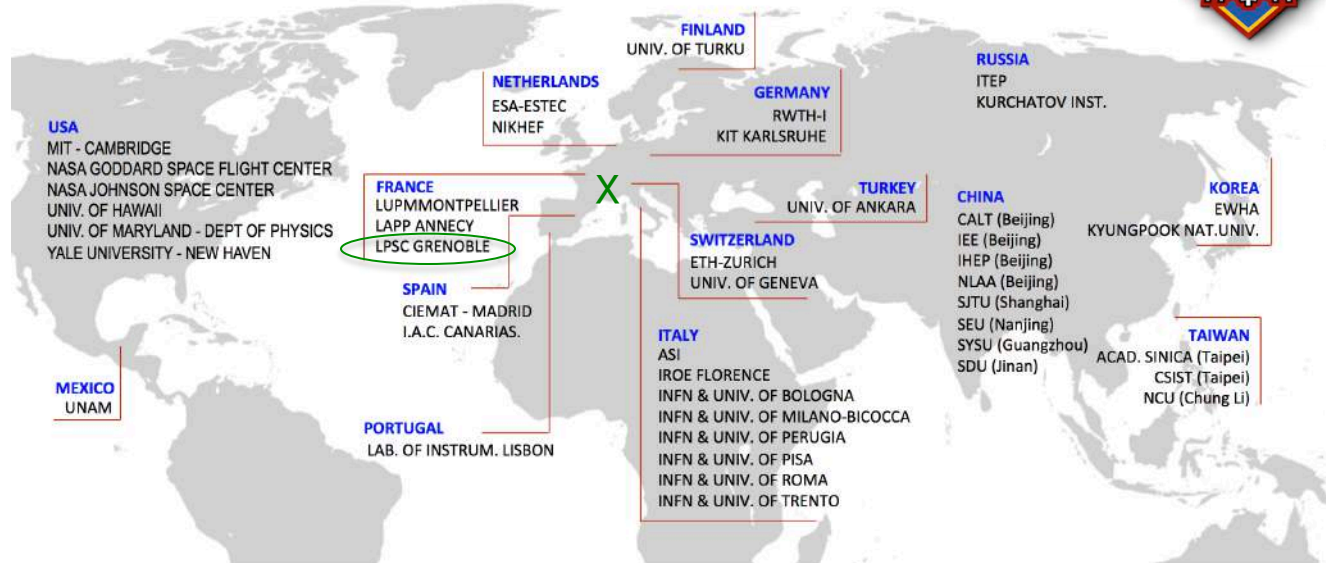 FINLAND
UNIV. OF TURKU
RUSSIA
ITEP
KURCHATOV INST.
NETHERLANDS
ESA-ESTEC
NIKHEF
GERMANY
RWTH-I
KIT KARLSRUHE
USA
MIT - CAMBRIDGE
NASA GODDARD SPACE FLIGHT CENTER
NASA JOHNSON SPACE CENTER
UNIV. OF HAWAII
UNIV. OF MARYLAND - DEPT OF PHYSICS
YALE UNIVERSITY - NEW HAVEN
FRANCE
LUPMMONTPELLIER
LAPP ANNECY
LPSC GRENOBLE
X
TURKEY
UNIV. OF ANKARA
CHINA
CALT (Beijing)
IEE (Beijing)
IHEP (Beijing)
NLAA (Beijing)
SJTU (Shanghai)
SEU (Nanjing)
SYSU (Guangzhou)
SDU (Jinan)
KOREA
EWHA
KYUNGPOOK NAT.UNIV.
SWITZERLAND
ETH-ZURICH
UNIV. OF GENEVA
SPAIN
CIEMAT - MADRID
I.A.C. CANARIAS.
ITALY
ASI
IROE FLORENCE
INFN & UNIV. OF BOLOGNA
INFN & UNIV. OF MILANO-BICOCCA
INFN & UNIV. OF PERUGIA
INFN & UNIV. OF PISA
INFN & UNIV. OF ROMA
INFN & UNIV. OF TRENTO
TAIWAN
ACAD. SINICA (Taipei)
CSIST (Taipei)
NCU (Chung Li)
MEXICO
UNAM
PORTUGAL
LAB. OF INSTRUM. LISBON